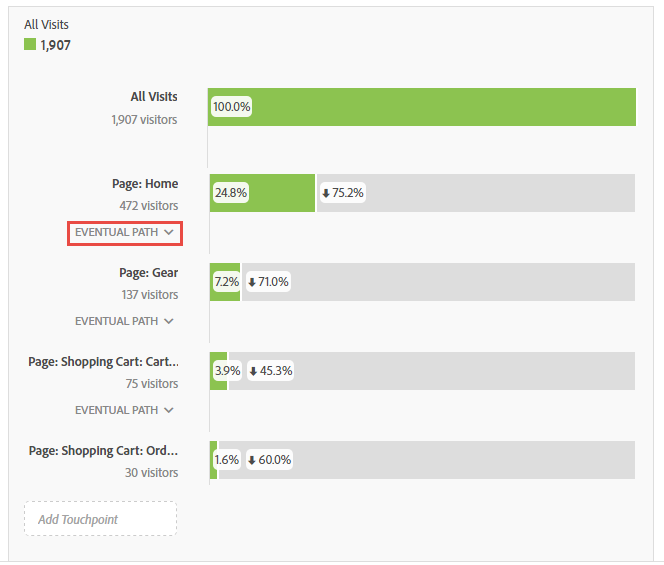 All Visits
1,907
All Visits
1,907 visitors
100.0%
Page: Home
472 visitors
EVENTUAL PATH
24.8%
75.2%
Page: Gear
137 visitors
EVENTUAL PATH
7.2%
71.0%
Page: Shopping Cart: Cart...
75 visitors
EVENTUAL PATH
3.9%
45.3%
Page: Shopping Cart: Ord...
30 visitors
1.6%
60.0%
Add Touchpoint